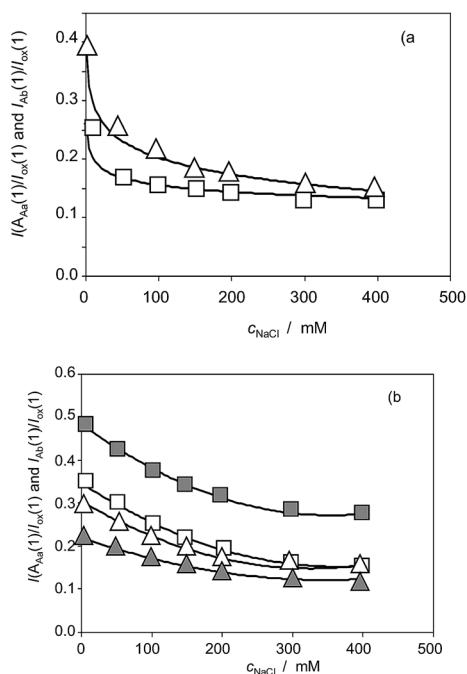 (a
I(A_Aa(1)/I_ox(1) and I_Ab(1)/I_ox(1)
0.4
0.3
0.2
0.1
0.0
0 100 200 300 400 500
c_NaCl / mM
(b
I(A_Aa(1)/I_ox(1) and I_Ab(1)/I_ox(1)
0.6
0.5
0.4
0.3
0.2
0.1
0.0
0 100 200 300 400 500
c_NaCl / mM